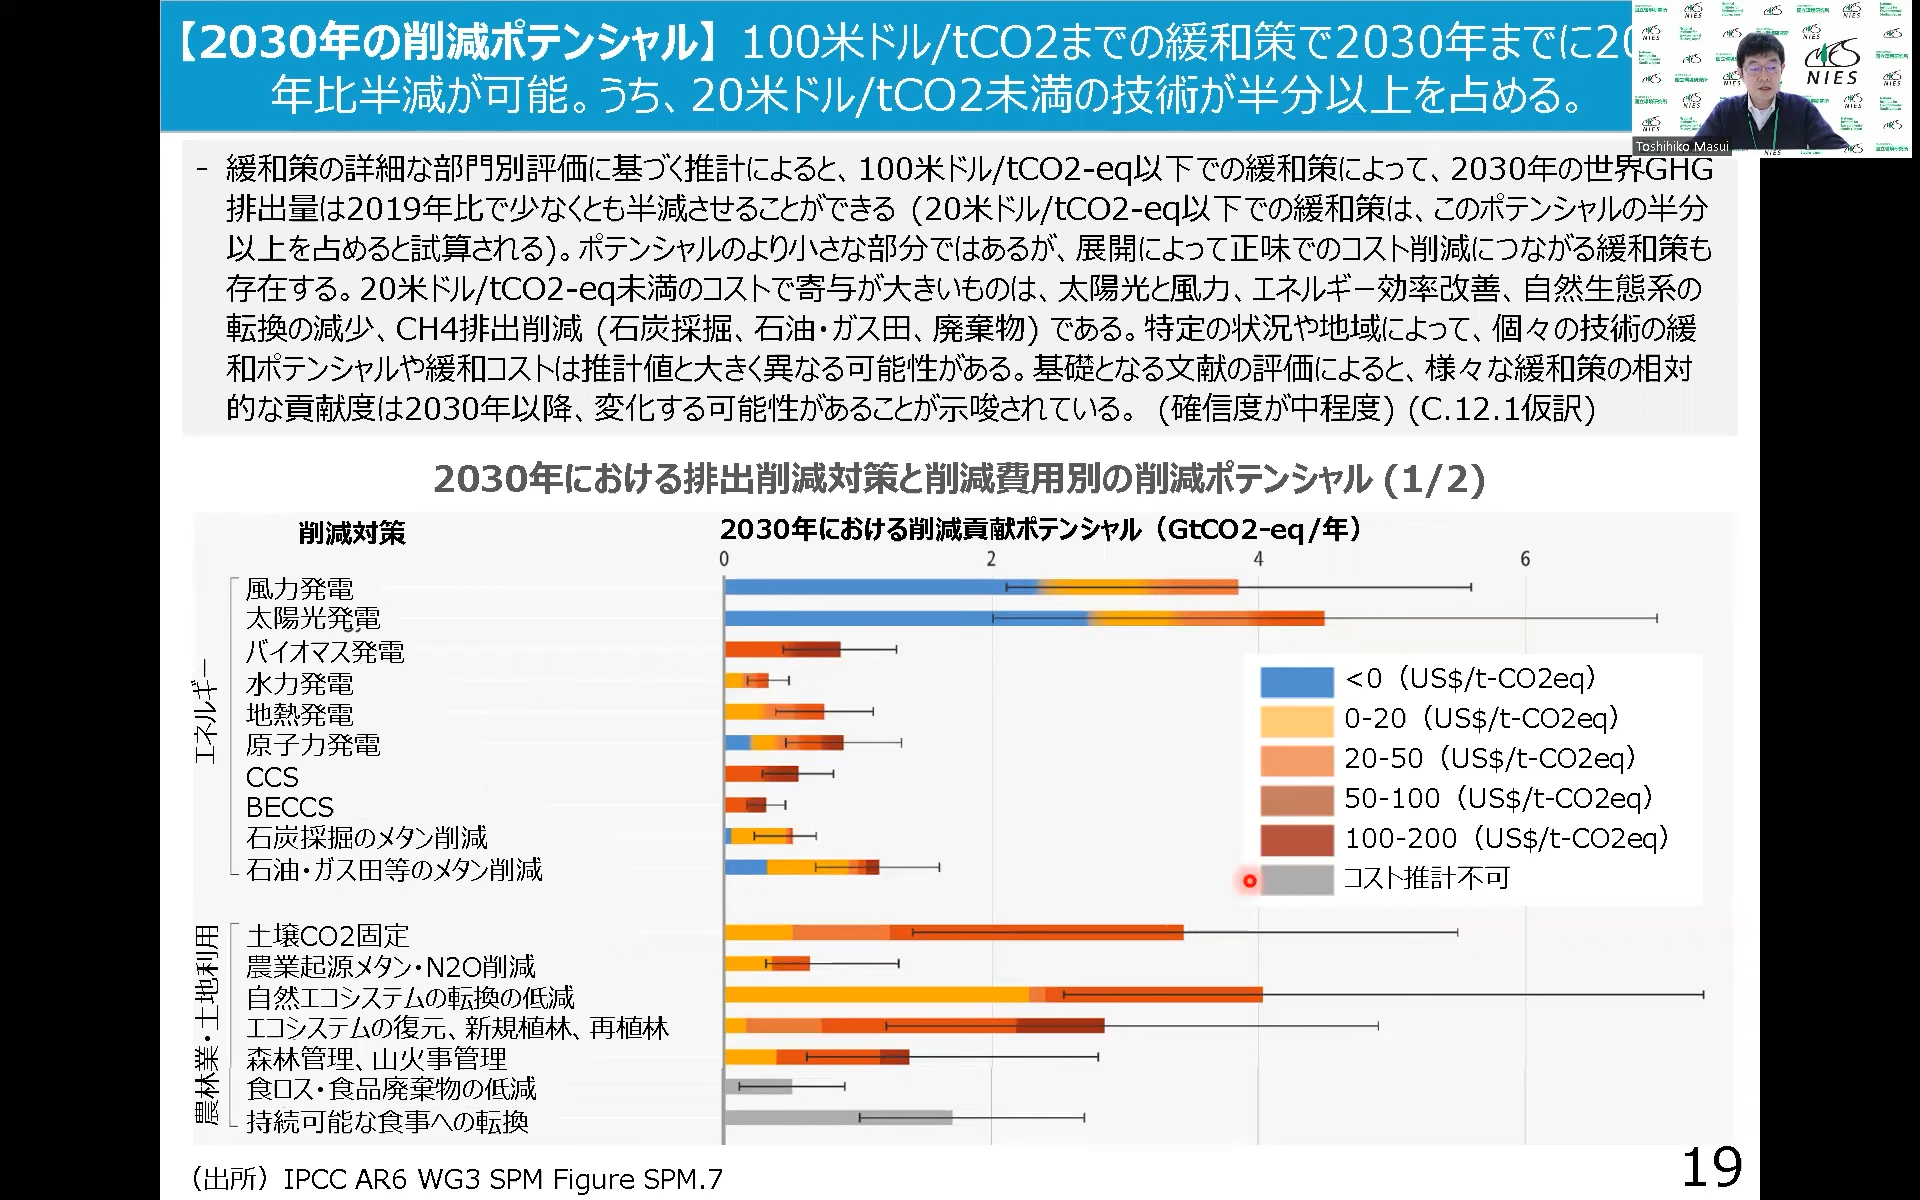 【2030年の削減ポテンシャル】100米ドル/tCO2までの緩和策で2030年までに20
年比半減が可能。うち、20米ドル/tCO2未満の技術が半分以上を占める。
NIES
Toshihiko Masui
- 緩和策の詳細な部門別評価に基づく推計によると、100米ドル/tCO2-eq以下での緩和策によって、2030年の世界GHG
排出量は2019年比で少なくとも半減させることができる (20米ドル/tCO2-eq以下での緩和策は、このポテンシャルの半分
以上を占めると試算される)。ポテンシャルのより小さな部分ではあるが、展開によって正味でのコスト削減につながる緩和策も
存在する。20米ドル/tCO2-eq未満のコストで寄与が大きいものは、太陽光と風力、エネルギー効率改善、自然生態系の
転換の減少、CH4排出削減 (石炭採掘、石油・ガス田、廃棄物) である。特定の状況や地域によって、個々の技術の緩
和ポテンシャルや緩和コストは推計値と大きく異なる可能性がある。基礎となる文献の評価によると、様々な緩和策の相対
的な貢献度は2030年以降、変化する可能性があることが示唆されている。 (確信度が中程度) (C.12.1仮訳)
2030年における排出削減対策と削減費用別の削減ポテンシャル (1/2)
削減対策
2030年における削減貢献ポテンシャル（GtCO2-eq/年）
0 2 4 6
エネルギー
風力発電
太陽光発電
バイオマス発電
水力発電
地熱発電
原子力発電
CCS
BECCS
石炭採掘のメタン削減
石油・ガス田等のメタン削減
<0（US$/t-CO2eq）
0-20（US$/t-CO2eq）
20-50（US$/t-CO2eq）
50-100（US$/t-CO2eq）
100-200（US$/t-CO2eq）
コスト推計不可
農林業・土地利用
土壌CO2固定
農業起源メタン・N2O削減
自然エコシステムの転換の低減
エコシステムの復元、新規植林、再植林
森林管理、山火事管理
食ロス・食品廃棄物の低減
持続可能な食事への転換
（出所）IPCC AR6 WG3 SPM Figure SPM.7
19